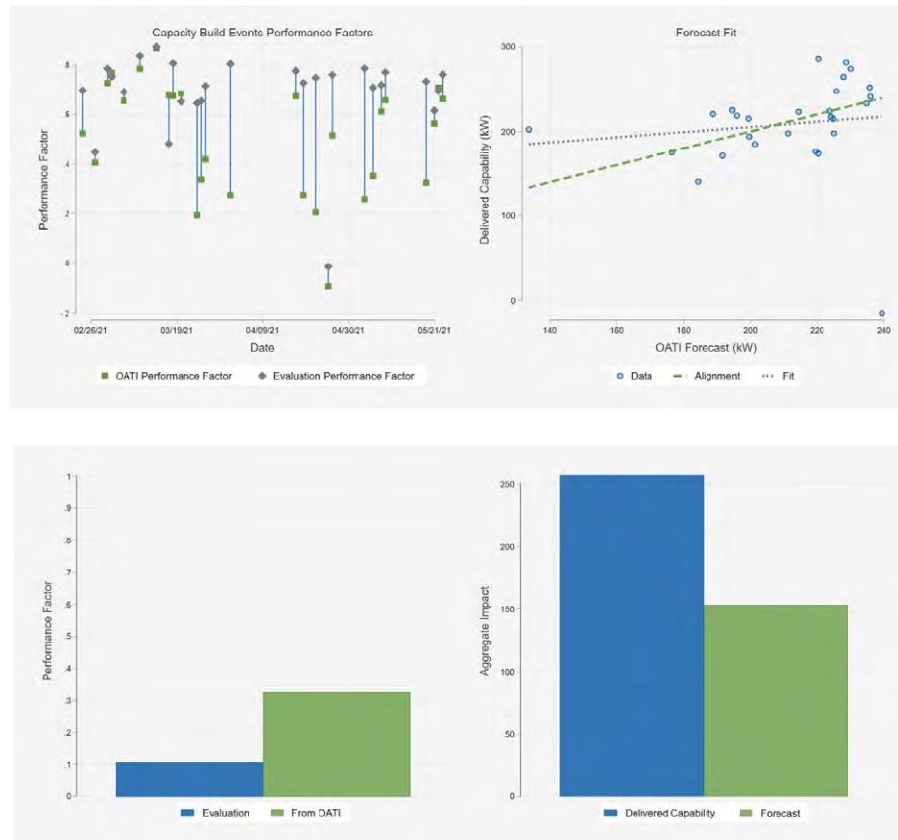 Capacity Build Events Performance Factors
Performance Factor
.8
.6
.4
.2
0
-.2
02/26/21 03/19/21 04/09/21 04/30/21 05/21/21
Date
OATI Performance Factor Evaluation Performance Factor
Forecast Fit
Delivered Capability (kW)
300
200
100
0
140 160 180 200 220 240
OATI Forecast (kW)
Data Alignment Fit
Performance Factor
1
.9
.8
.7
.6
.5
.4
.3
.2
.1
0
Evaluation From OATI
Aggregate Impact
250
200
150
100
50
0
Delivered Capability Forecast